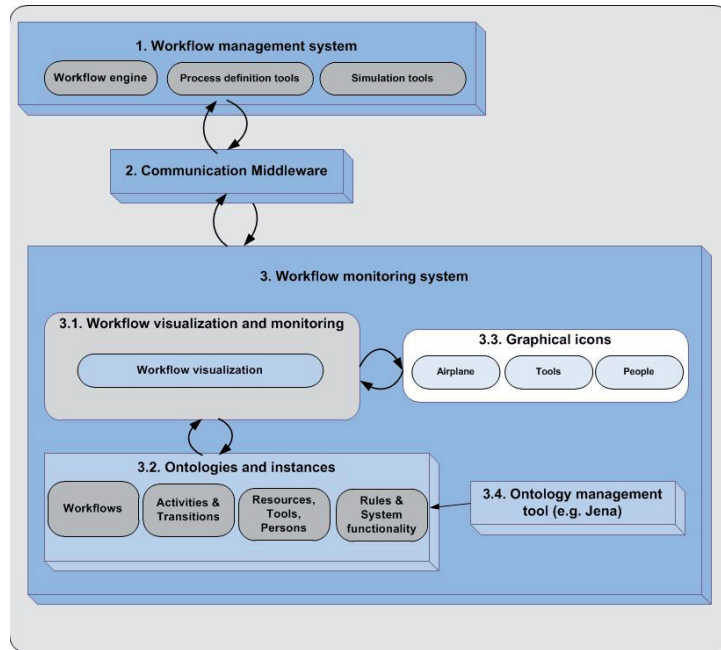 1. Workflow management system
Workflow engine
Process definition tools
Simulation tools
2. Communication Middleware
3. Workflow monitoring system
3.1. Workflow visualization and monitoring
Workflow visualization
3.3. Graphical icons
Airplane
Tools
People
3.2. Ontologies and instances
Workflows
Activities &
Transitions
Resources,
Tools,
Persons
Rules &
System
functionality
3.4. Ontology management
tool (e.g. Jena)